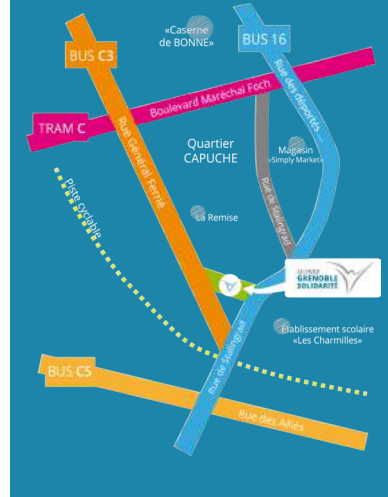 «Caserne
de BONNE»
BUS 16
BUS C3
Rue des déportés ...
Boulevard Maréchal Foch
TRAM C
Rue Général Ferrié
Quartier
CAPUCHE
Magasin
«Simply Market»
Piste cyclable
Rue de Stalingrad
La Remise
ULISSE
GRENOBLE
SOLIDARITÉ
Établissement scolaire
«Les Charmilles»
Rue de Stalingrad
BUS C5
Rue des Alliés